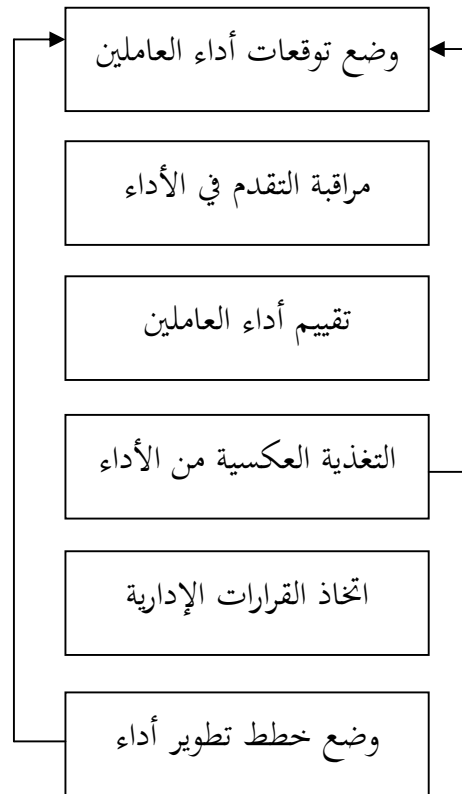 وضع توقعات أداء العاملين
مراقبة التقدم في الأداء
تقييم أداء العاملين
التغذية العكسية من الأداء
اتخاذ القرارات الإدارية
وضع خطط تطوير أداء